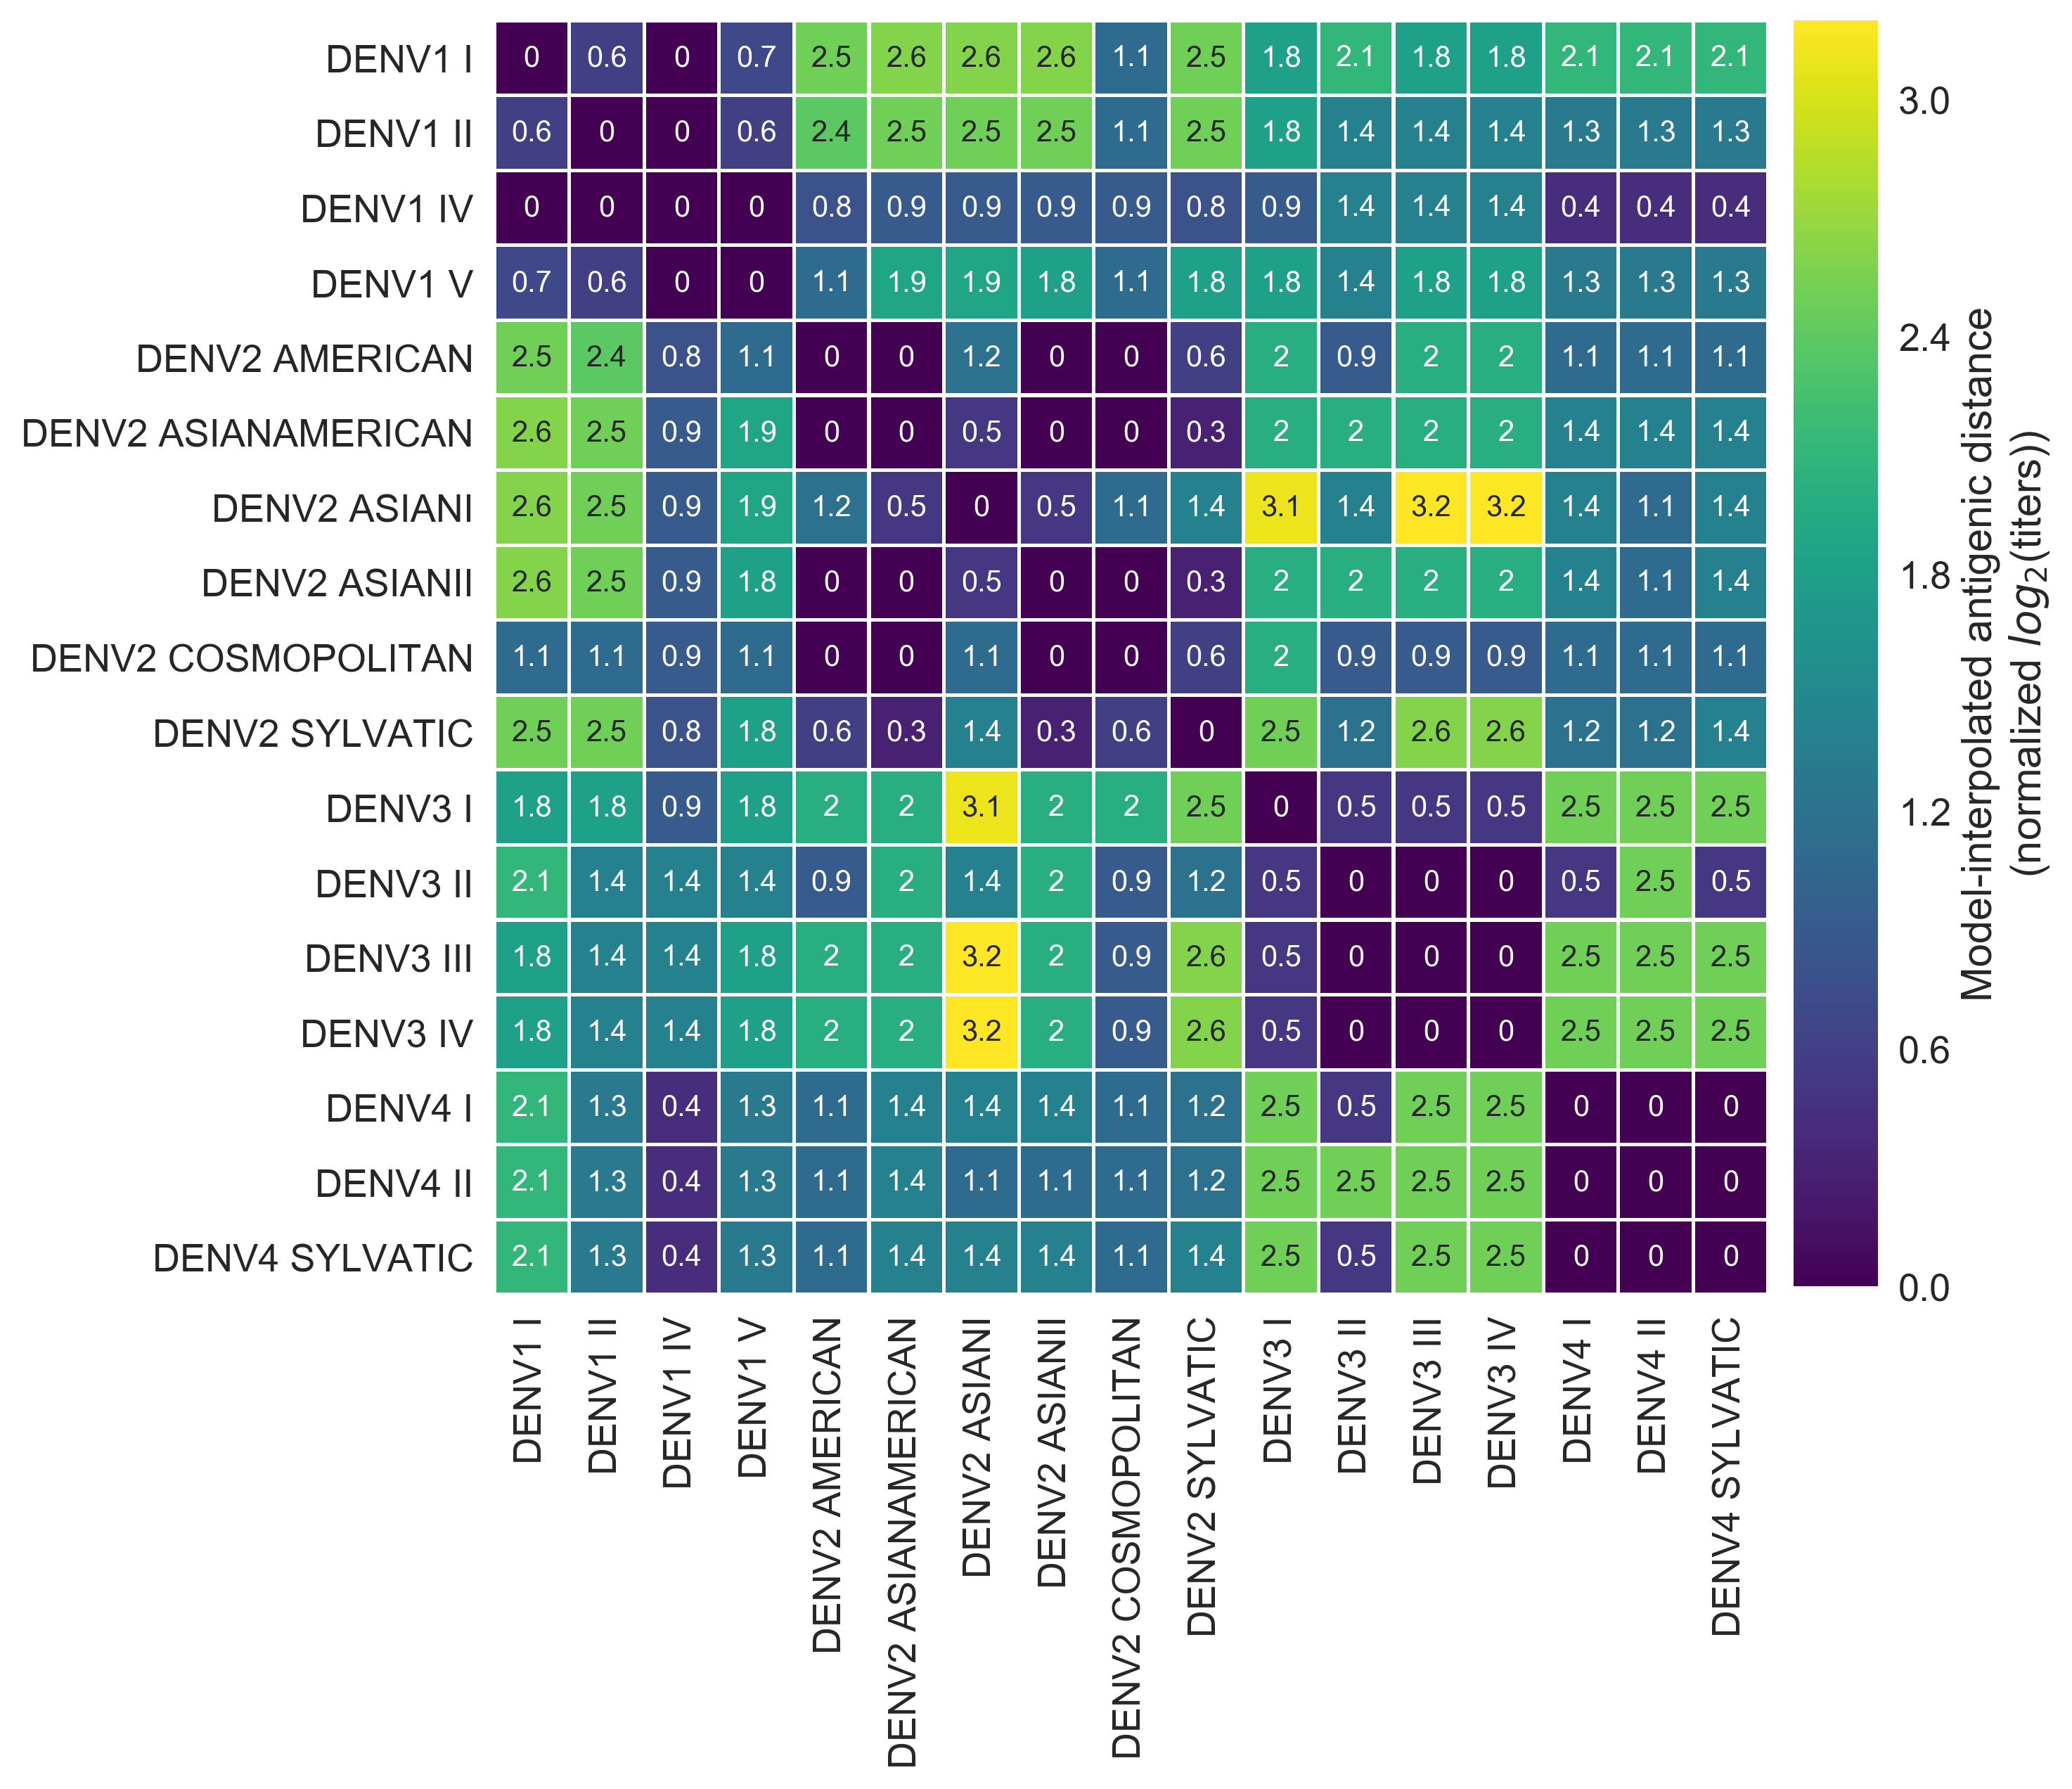 DENV1 I 0 0.6 0 0.7 2.5 2.6 2.6 2.6 1.1 2.5 1.8 2.1 1.8 1.8 2.1 2.1 2.1
DENV1 II 0.6 0 0 0.6 2.4 2.5 2.5 2.5 1.1 2.5 1.8 1.4 1.4 1.4 1.3 1.3 1.3
DENV1 IV 0 0 0 0 0.8 0.9 0.9 0.9 0.9 0.8 0.9 1.4 1.4 1.4 0.4 0.4 0.4
DENV1 V 0.7 0.6 0 0 1.1 1.9 1.9 1.8 1.1 1.8 1.8 1.4 1.8 1.8 1.3 1.3 1.3
DENV2 AMERICAN 2.5 2.4 0.8 1.1 0 0 1.2 0 0 0.6 2 0.9 2 2 1.1 1.1 1.1
DENV2 ASIANAMERICAN 2.6 2.5 0.9 1.9 0 0 0.5 0 0 0.3 2 2 2 2 1.4 1.4 1.4
DENV2 ASIANI 2.6 2.5 0.9 1.9 1.2 0.5 0 0.5 1.1 1.4 3.1 1.4 3.2 3.2 1.4 1.1 1.4
DENV2 ASIANII 2.6 2.5 0.9 1.8 0 0 0.5 0 0 0.3 2 2 2 2 1.4 1.1 1.4
DENV2 COSMOPOLITAN 1.1 1.1 0.9 1.1 0 0 1.1 0 0 0.6 2 0.9 0.9 0.9 1.1 1.1 1.1
DENV2 SYLVATIC 2.5 2.5 0.8 1.8 0.6 0.3 1.4 0.3 0.6 0 2.5 1.2 2.6 2.6 1.2 1.2 1.4
DENV3 I 1.8 1.8 0.9 1.8 2 2 3.1 2 2 2.5 0 0.5 0.5 0.5 2.5 2.5 2.5
DENV3 II 2.1 1.4 1.4 1.4 0.9 2 1.4 2 0.9 1.2 0.5 0 0 0 0.5 2.5 0.5
DENV3 III 1.8 1.4 1.4 1.8 2 2 3.2 2 0.9 2.6 0.5 0 0 0 2.5 2.5 2.5
DENV3 IV 1.8 1.4 1.4 1.8 2 2 3.2 2 0.9 2.6 0.5 0 0 0 2.5 2.5 2.5
DENV4 I 2.1 1.3 0.4 1.3 1.1 1.4 1.4 1.4 1.1 1.2 2.5 0.5 2.5 2.5 0 0 0
DENV4 II 2.1 1.3 0.4 1.3 1.1 1.4 1.1 1.1 1.1 1.2 2.5 2.5 2.5 2.5 0 0 0
DENV4 SYLVATIC 2.1 1.3 0.4 1.3 1.1 1.4 1.4 1.4 1.1 1.4 2.5 0.5 2.5 2.5 0 0 0
DENV1 I
DENV1 II
DENV1 IV
DENV1 V
DENV2 AMERICAN
DENV2 ASIANAMERICAN
DENV2 ASIANI
DENV2 ASIANII
DENV2 COSMOPOLITAN
DENV2 SYLVATIC
DENV3 I
DENV3 II
DENV3 III
DENV3 IV
DENV4 I
DENV4 II
DENV4 SYLVATIC
3.0
2.4
1.8
1.2
0.6
0.0
Model-interpolated antigenic distance
(normalized log₂(titers))